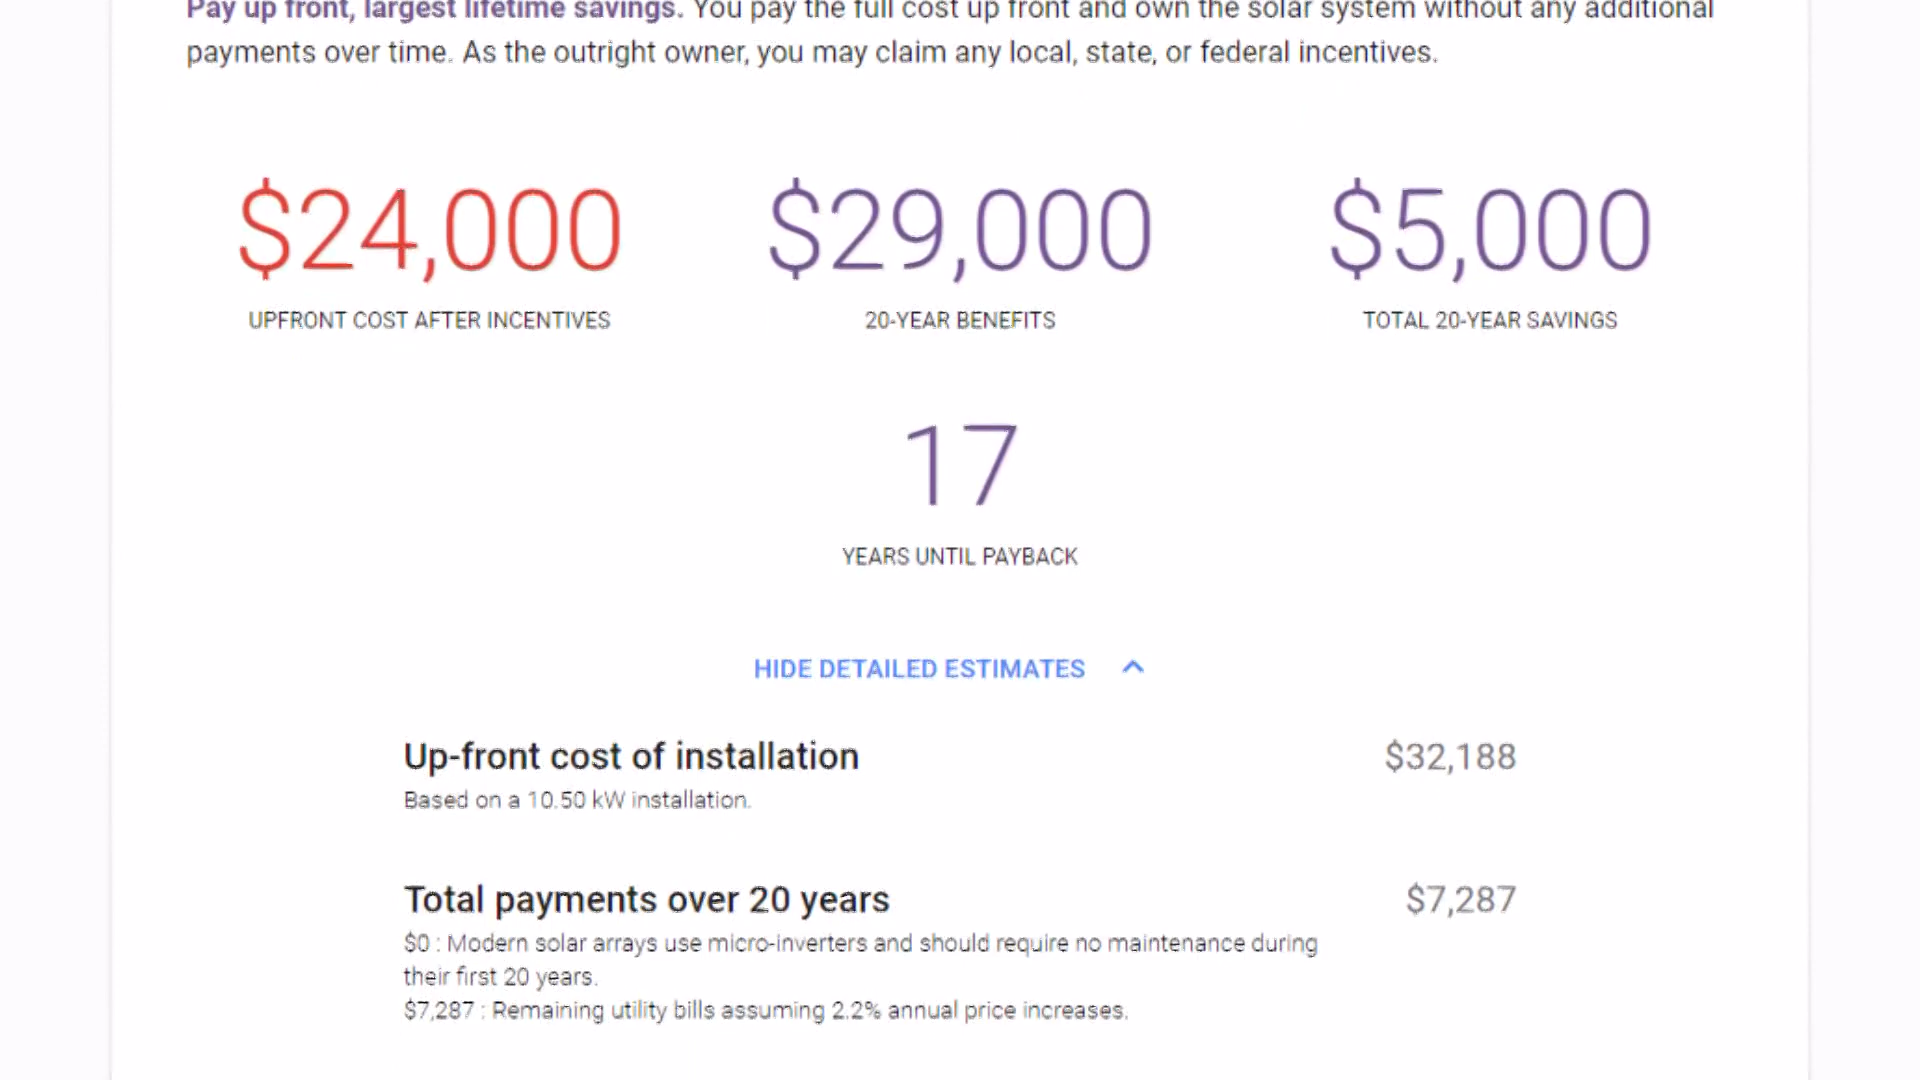 Pay up front, largest lifetime savings. You pay the full cost up front and own the solar system without any additional
payments over time. As the outright owner, you may claim any local, state, or federal incentives.
$24,000
UPFRONT COST AFTER INCENTIVES
$29,000
20-YEAR BENEFITS
$5,000
TOTAL 20-YEAR SAVINGS
17
YEARS UNTIL PAYBACK
HIDE DETAILED ESTIMATES
Up-front cost of installation $32,188
Based on a 10.50 kW installation.
Total payments over 20 years $7,287
$0 : Modern solar arrays use micro-inverters and should require no maintenance during
their first 20 years.
$7,287 : Remaining utility bills assuming 2.2% annual price increases.